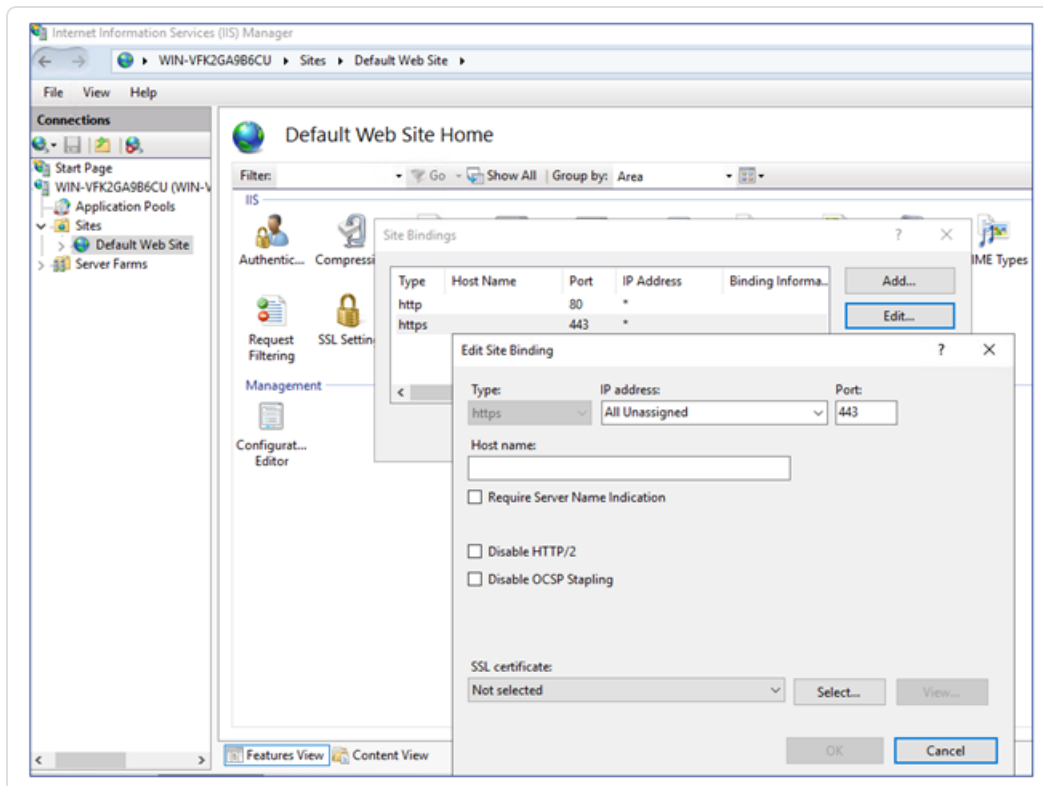 Internet Information Services (IIS) Manager
WIN-VFK2GA9B6CU Sites Default Web Site
File View Help
Connections
Start Page
WIN-VFK2GA9B6CU (WIN-V
Application Pools
Sites
Default Web Site
Server Farms
Default Web Site Home
Filter: Go Show All Group by: Area
IIS
Authentic... Compressi
IME Types
Request Filtering
SSL Settin
Management
Configurat... Editor
Features View Content View
Site Bindings ?
Type Host Name Port IP Address Binding Informa...
http 80 *
https 443 *
Add...
Edit...
Edit Site Binding ?
Type: IP address: Port:
https All Unassigned 443
Host name:
Require Server Name Indication
Disable HTTP/2
Disable OCSP Stapling
SSL certificate:
Not selected Select... View...
OK Cancel